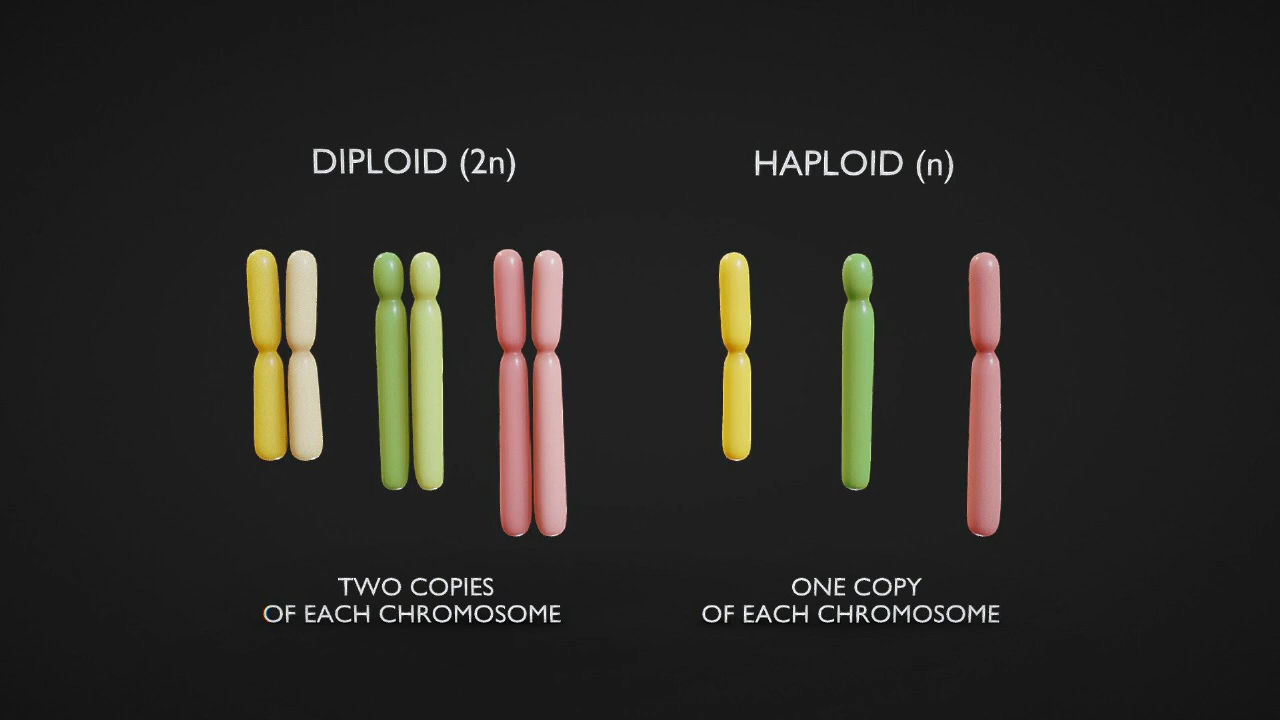 DIPLOID (2n)
HAPLOID (n)
TWO COPIES
OF EACH CHROMOSOME
ONE COPY
OF EACH CHROMOSOME